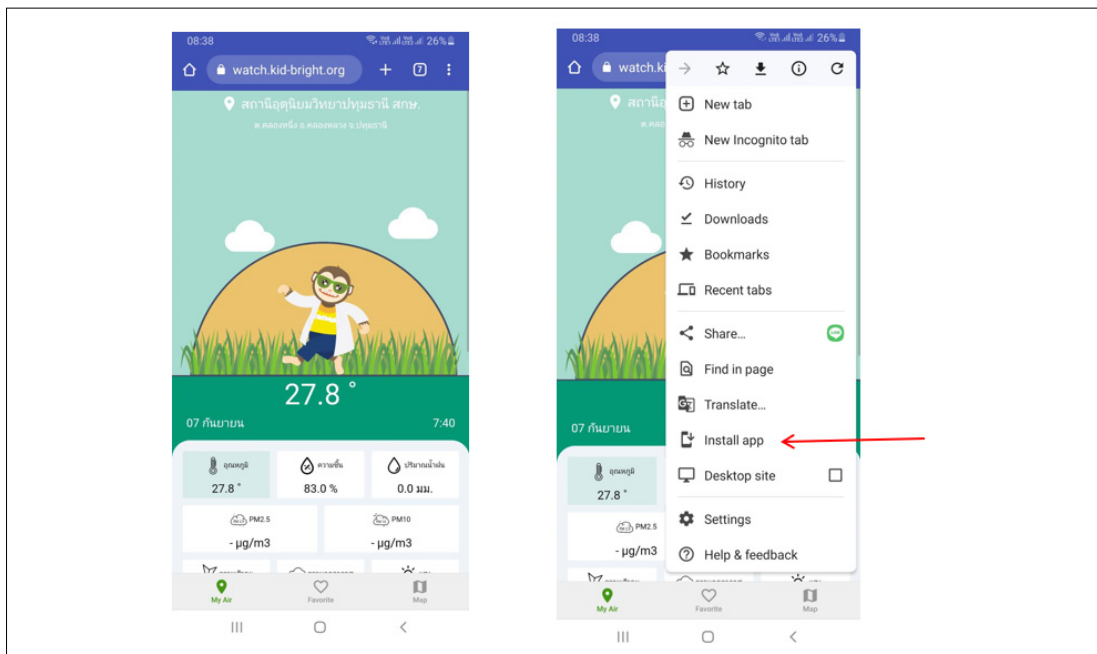 08:38 26%
watch.kid-bright.org + 7
สถานีอุตุนิยมวิทยาปทุมธานี สกษ.
ต.คลองหนึ่ง อ.คลองหลวง จ.ปทุมธานี
27.8 °
07 กันยายน 7:40
อุณหภูมิ ความชื้น ปริมาณน้ำฝน
27.8 ° 83.0 % 0.0 มม.
PM2.5 PM10
- µg/m3 - µg/m3
My Air Favorite Map
08:38 26%
watch.ki
New tab
New Incognito tab
History
Downloads
Bookmarks
Recent tabs
Share...
Find in page
Translate...
Install app
Desktop site
Settings
Help & feedback
07 กันยายน
อุณหภูมิ
27.8 °
PM2.5
- µg/m3
My Air Favorite Map